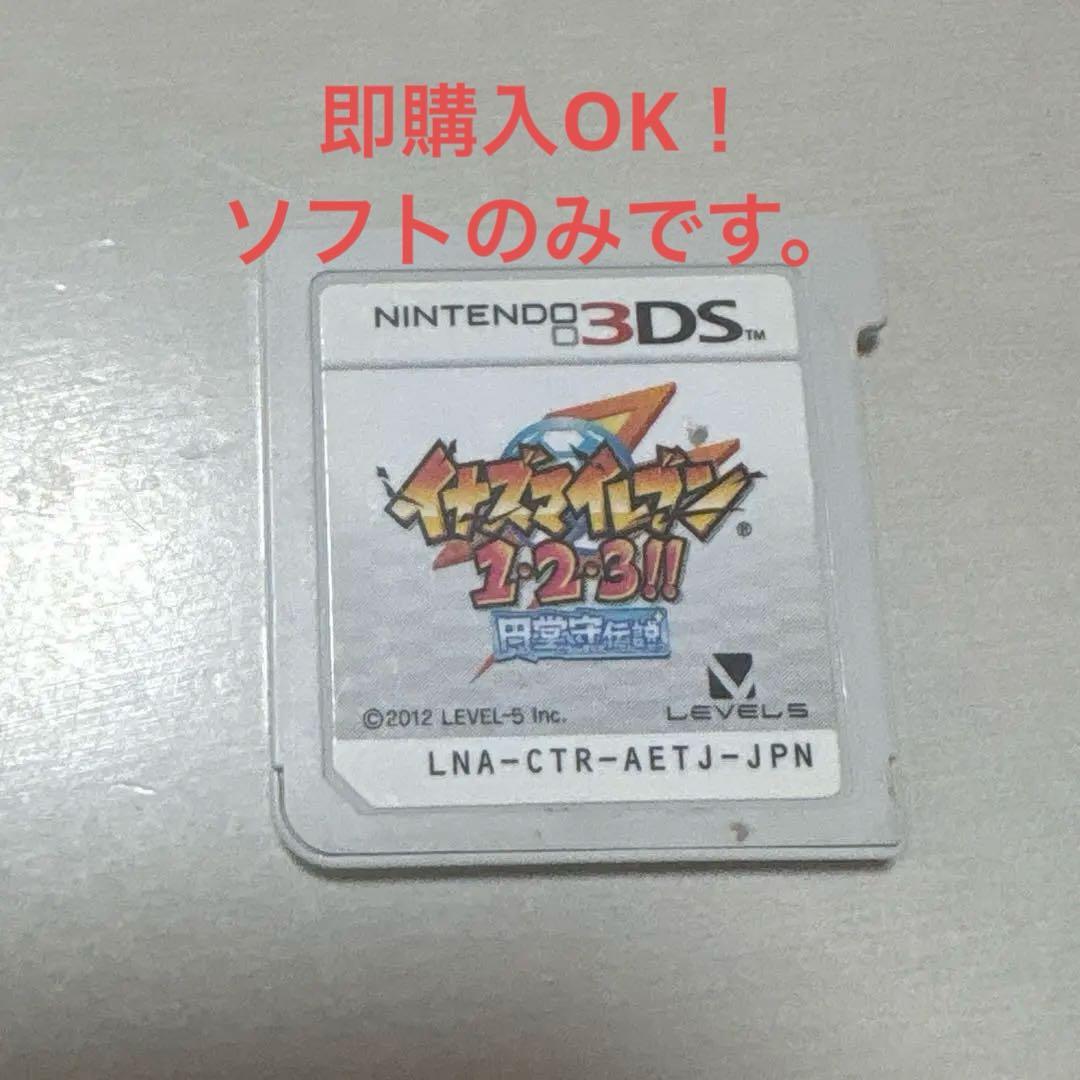 即購入OK！
ソフトのみです。
NINTENDO 3DS™
イナズマイレブン®
1・2・3!!
円堂守伝説
©2012 LEVEL-5 Inc.
LEVEL5
LNA-CTR-AETJ-JPN